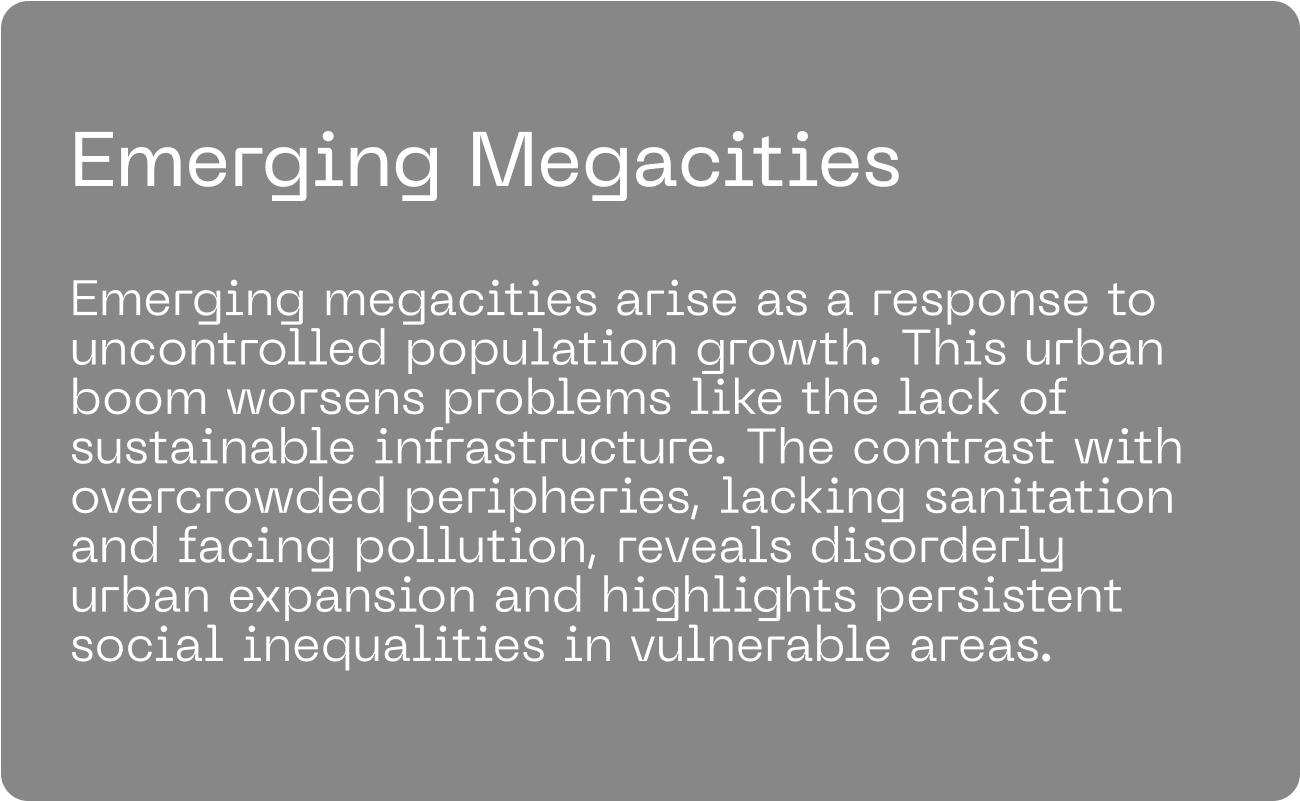 Emerging Megacities
Emerging megacities arise as a response to
uncontrolled population growth. This urban
boom worsens problems like the lack of
sustainable infrastructure. The contrast with
overcrowded peripheries, lacking sanitation
and facing pollution, reveals disorderly
urban expansion and highlights persistent
social inequalities in vulnerable areas.